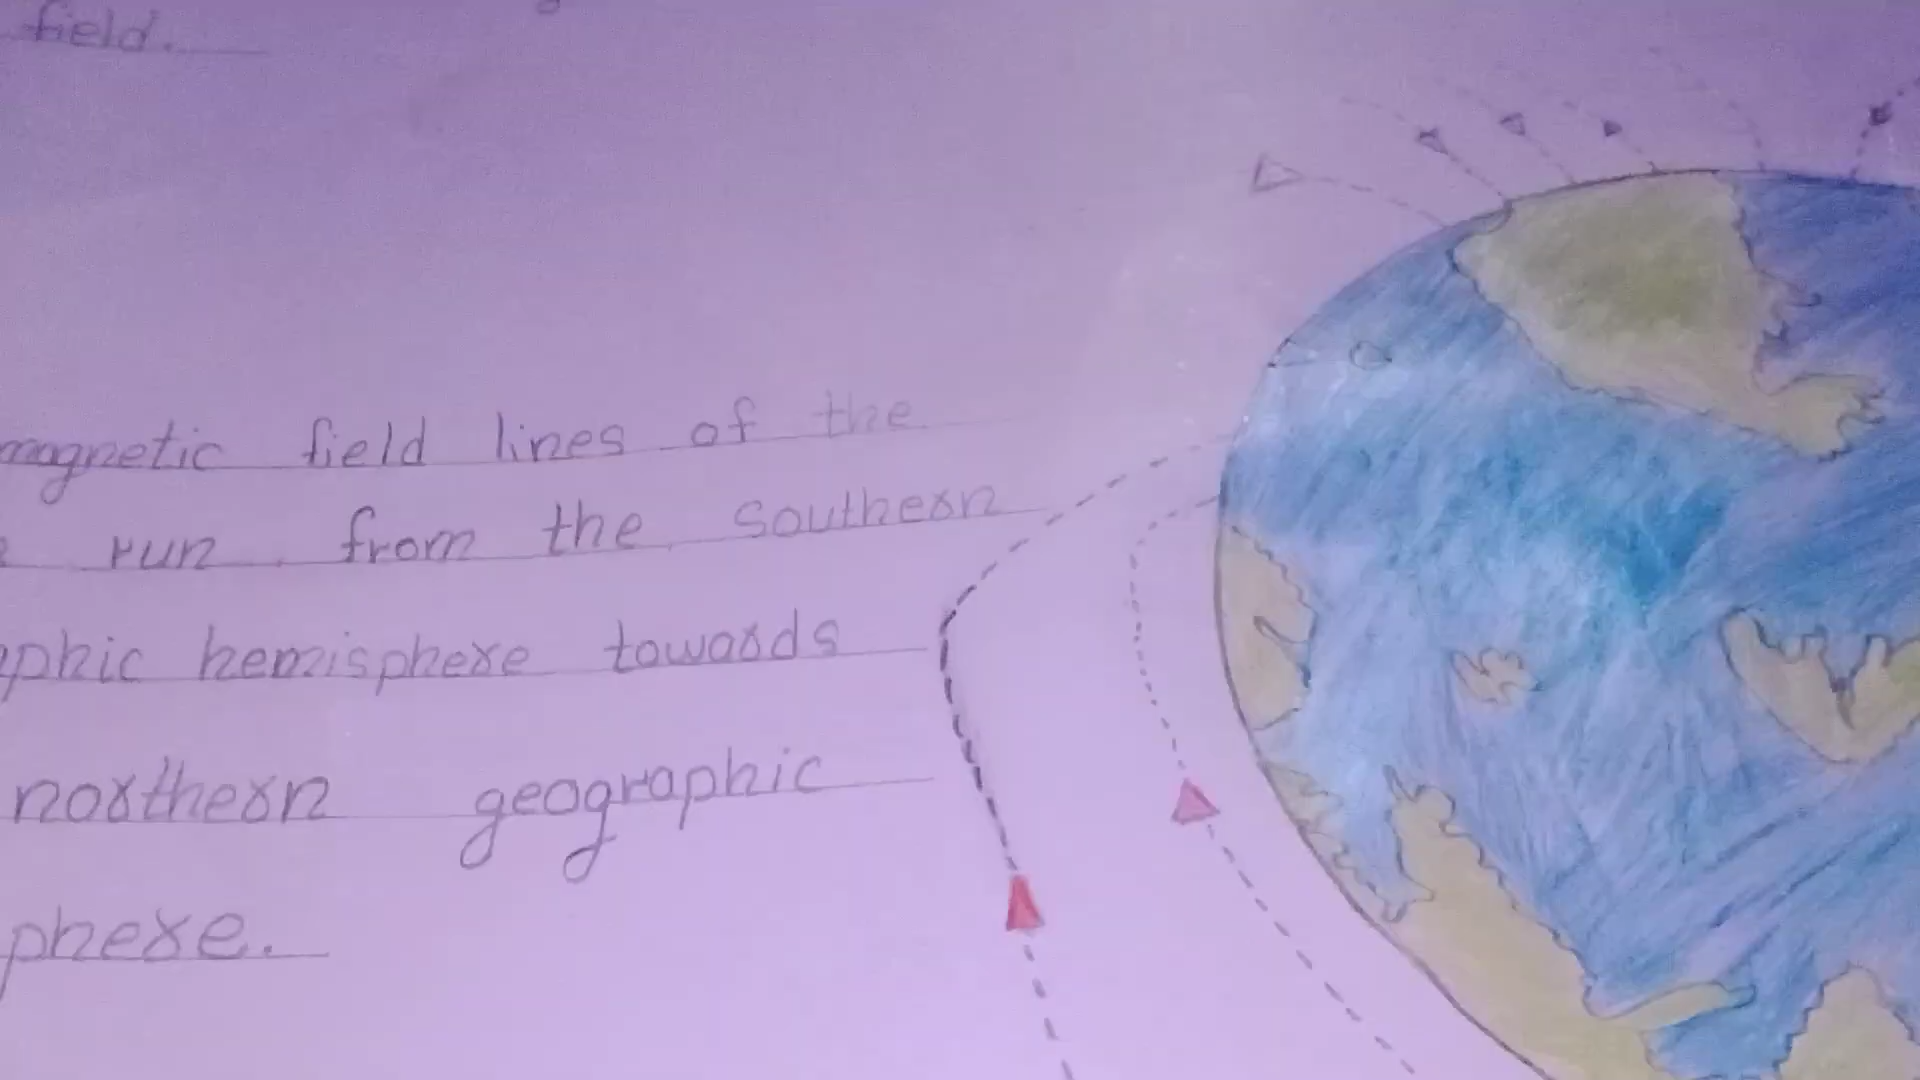 field.
magnetic field lines of the
run from the southern
phic hemisphere towards
northern geographic
phere.